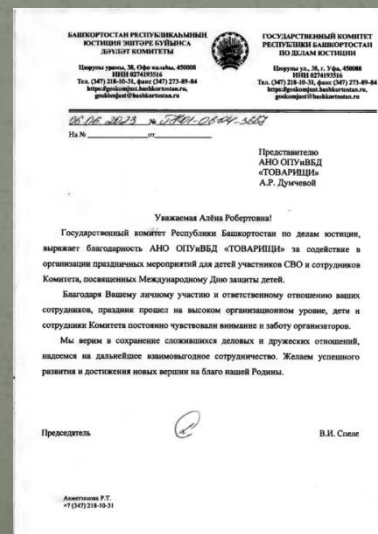 БАШҠОРТОСТАН РЕСПУБЛИКАҺЫНЫҢ
ЮСТИЦИЯ ЭШТӘРЕ БУЙЫНСА
ДӘҮЛӘТ КОМИТЕТЫ
Цюрупы урамы, 38, Өфө ҡалаһы, 450008
ИНН 0274193516
Тел. (347) 218-10-31, факс (347) 273-89-84
https:goskomjust.bashkortostan.ru,
goskomjust@bashkortostan.ru
ГОСУДАРСТВЕННЫЙ КОМИТЕТ
РЕСПУБЛИКИ БАШКОРТОСТАН
ПО ДЕЛАМ ЮСТИЦИИ
Цюрупы ул., 38, г. Уфа, 450008
ИНН 0274193516
Тел. (347) 218-10-31, факс (347) 273-89-84
https:goskomjust.bashkortostan.ru,
goskomjust@bashkortostan.ru
06.06.2023 №
На № от
Представителю
АНО ОПУиВБД
«ТОВАРИЩИ»
А.Р. Думчевой
Уважаемая Алёна Робертовна!
Государственный комитет Республики Башкортостан по делам юстиции,
выражает благодарность АНО ОПУиВБД «ТОВАРИЩИ» за содействие в
организации праздничных мероприятий для детей участников СВО и сотрудников
Комитета, посвященных Международному Дню защиты детей.
Благодаря Вашему личному участию и ответственному отношению ваших
сотрудников, праздник прошел на высоком организационном уровне, дети и
сотрудники Комитета постоянно чувствовали внимание и заботу организаторов.
Мы верим в сохранение сложившихся деловых и дружеских отношений,
надеемся на дальнейшее взаимовыгодное сотрудничество. Желаем успешного
развития и достижения новых вершин на благо нашей Родины.
Председатель
В.И. Спеле
Ахметзянова Р.Т.
+7 (347) 218-10-31